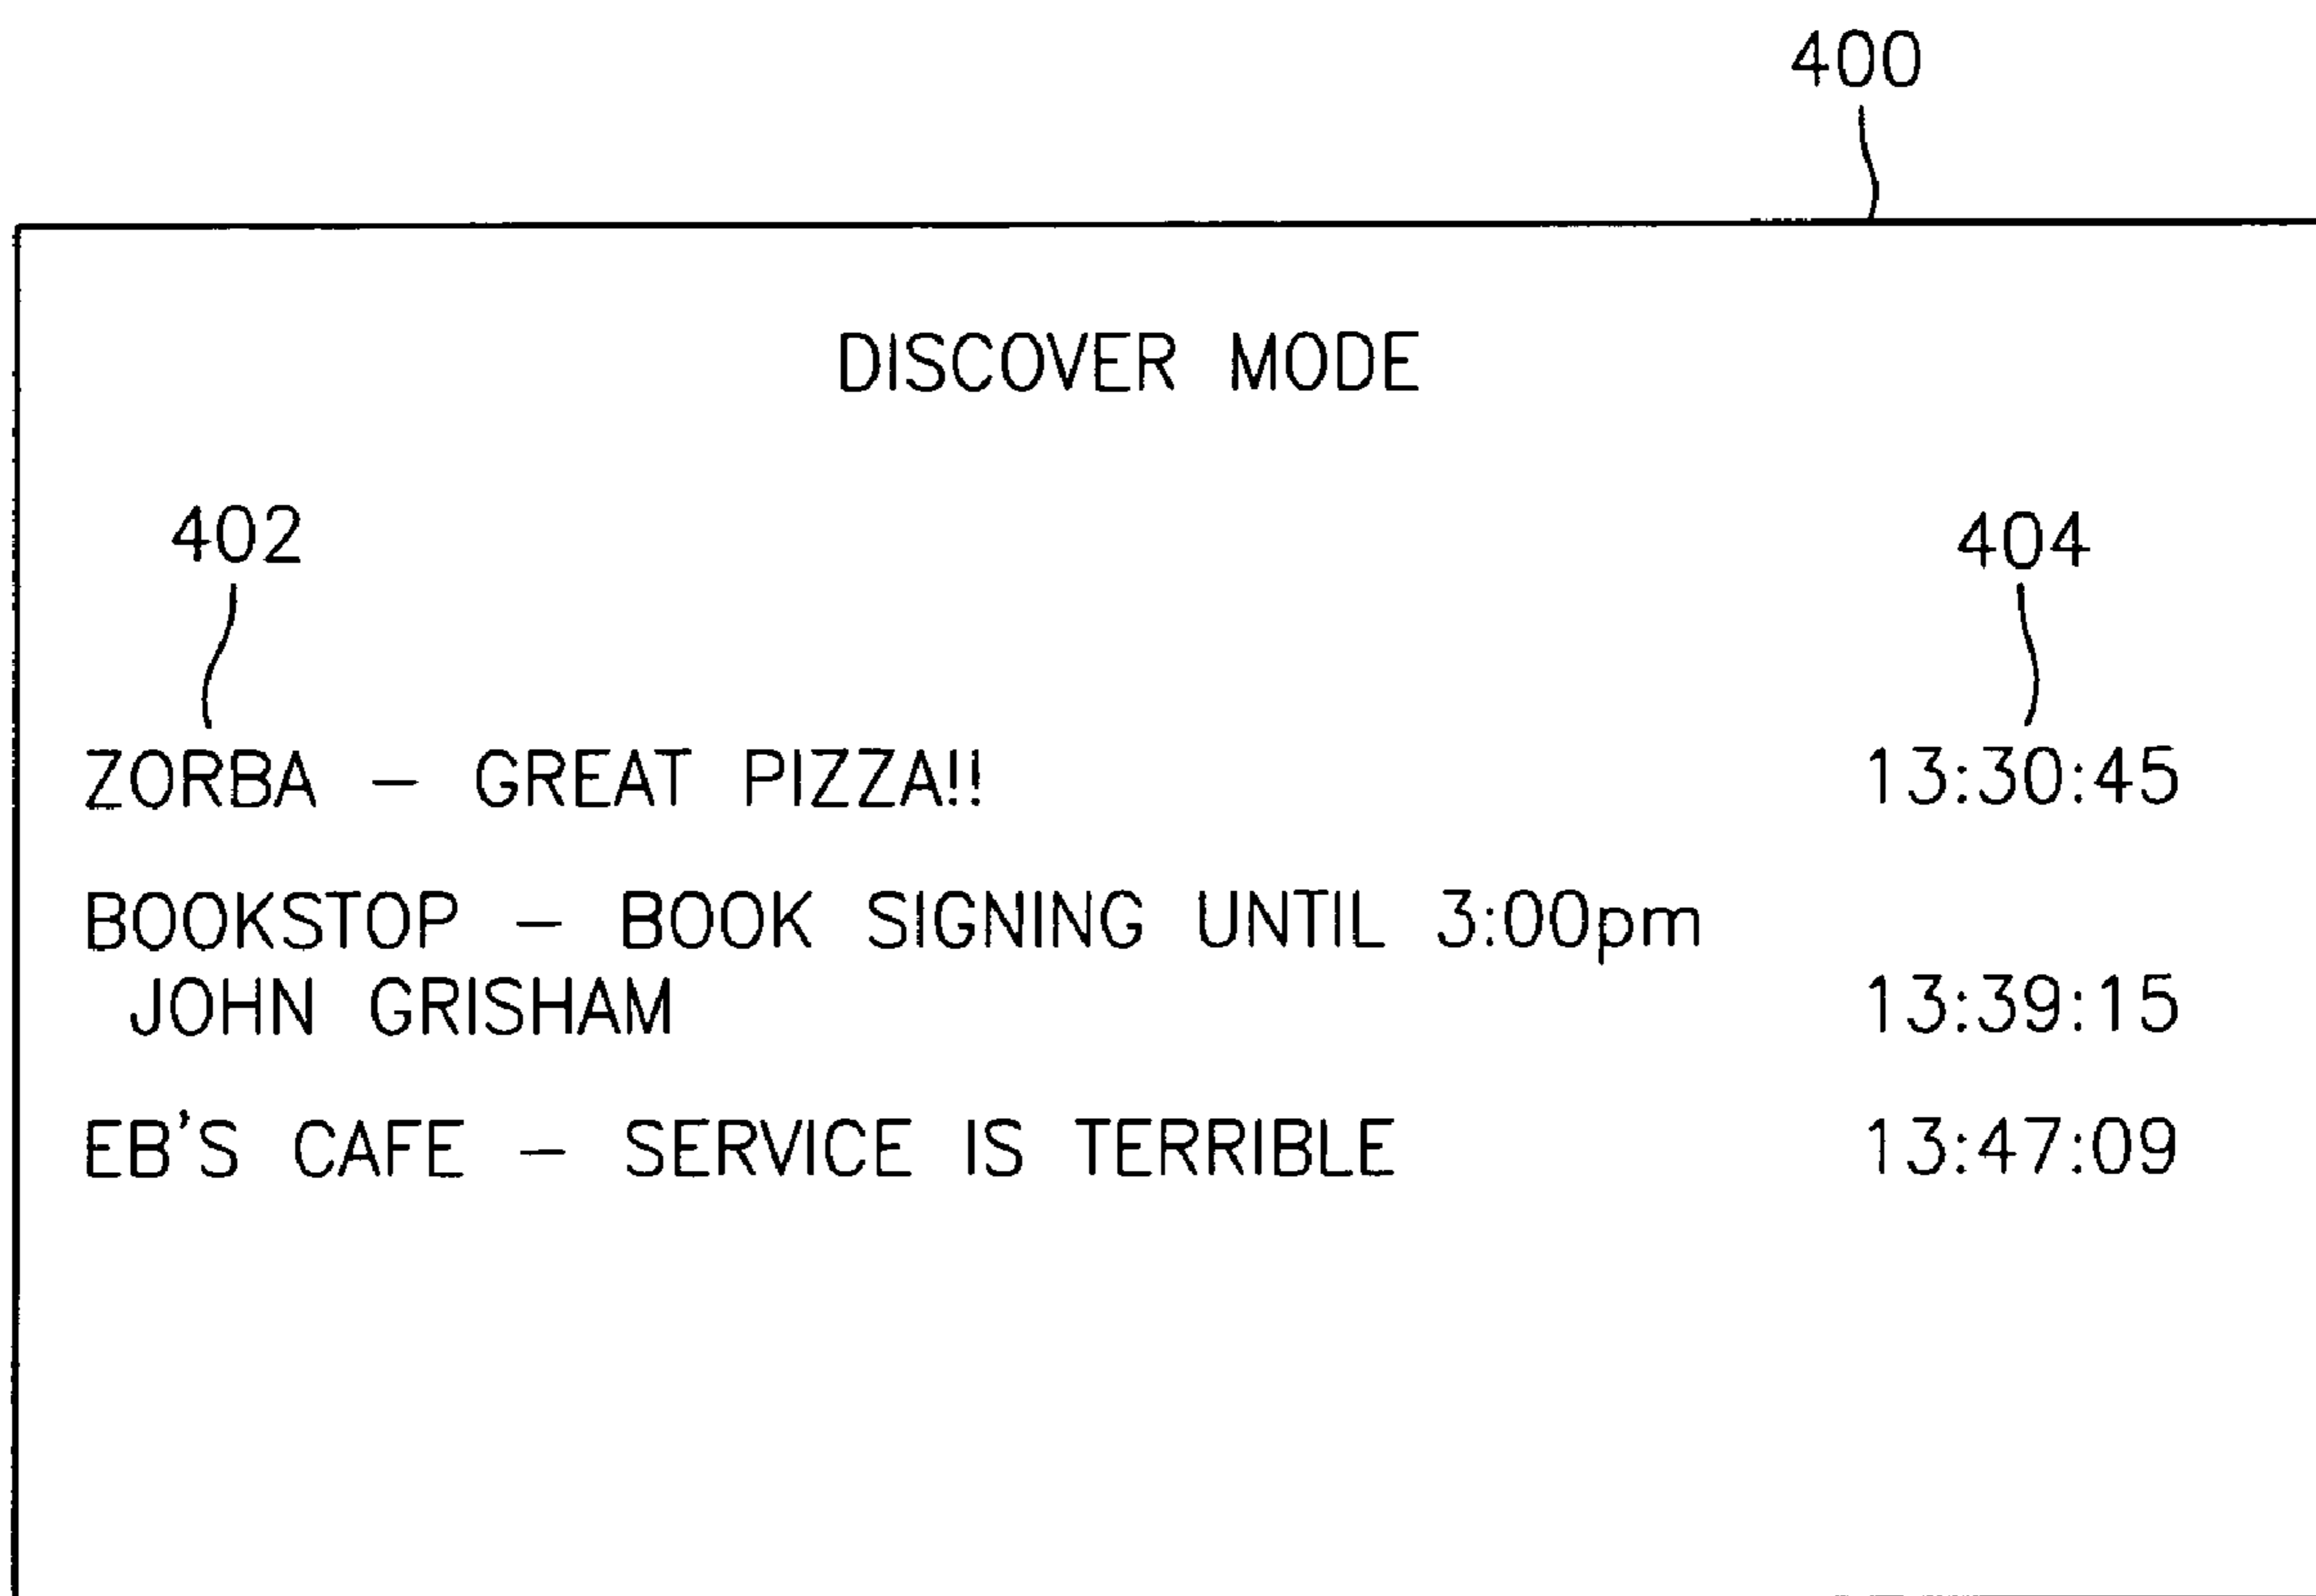 400
DISCOVER MODE
402 404
ZORBA – GREAT PIZZA!! 13:30:45
BOOKSTOP – BOOK SIGNING UNTIL 3:00pm
JOHN GRISHAM 13:39:15
EB'S CAFE – SERVICE IS TERRIBLE 13:47:09